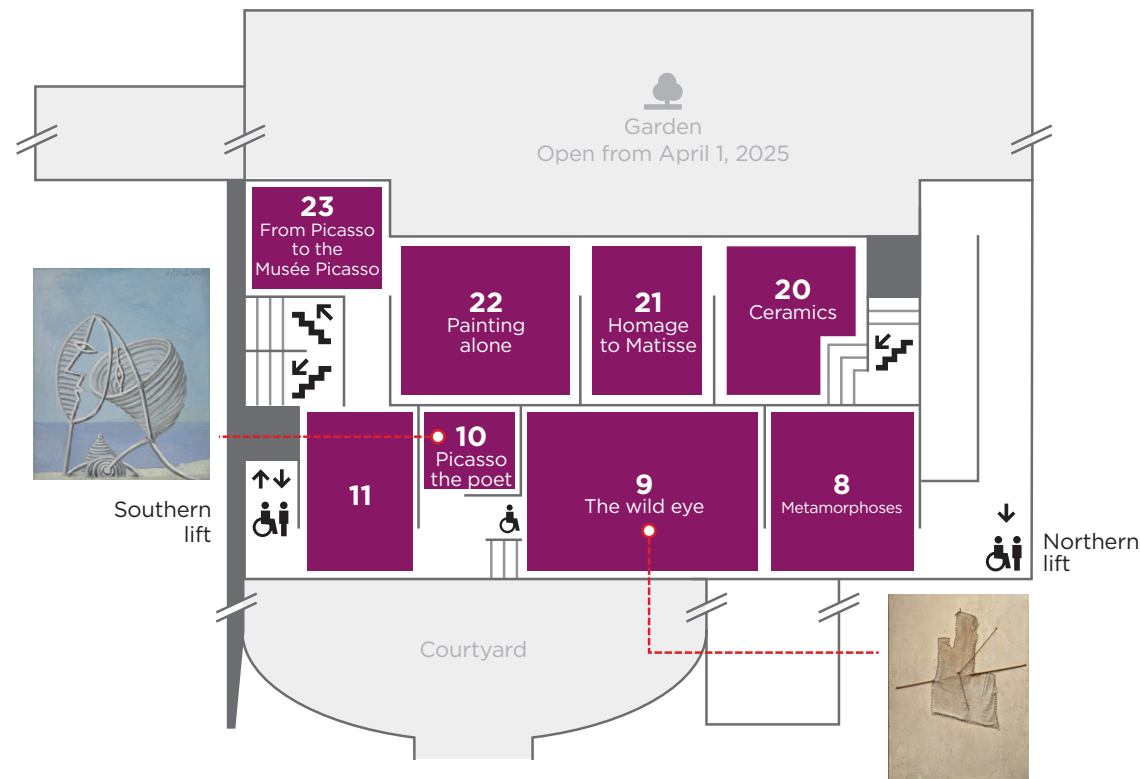 Garden
Open from April 1, 2025
23
From Picasso
to the
Musée Picasso
22
Painting
alone
21
Homage
to Matisse
20
Ceramics
11
10
Picasso
the poet
9
The wild eye
8
Metamorphoses
Southern
lift
Northern
lift
Courtyard